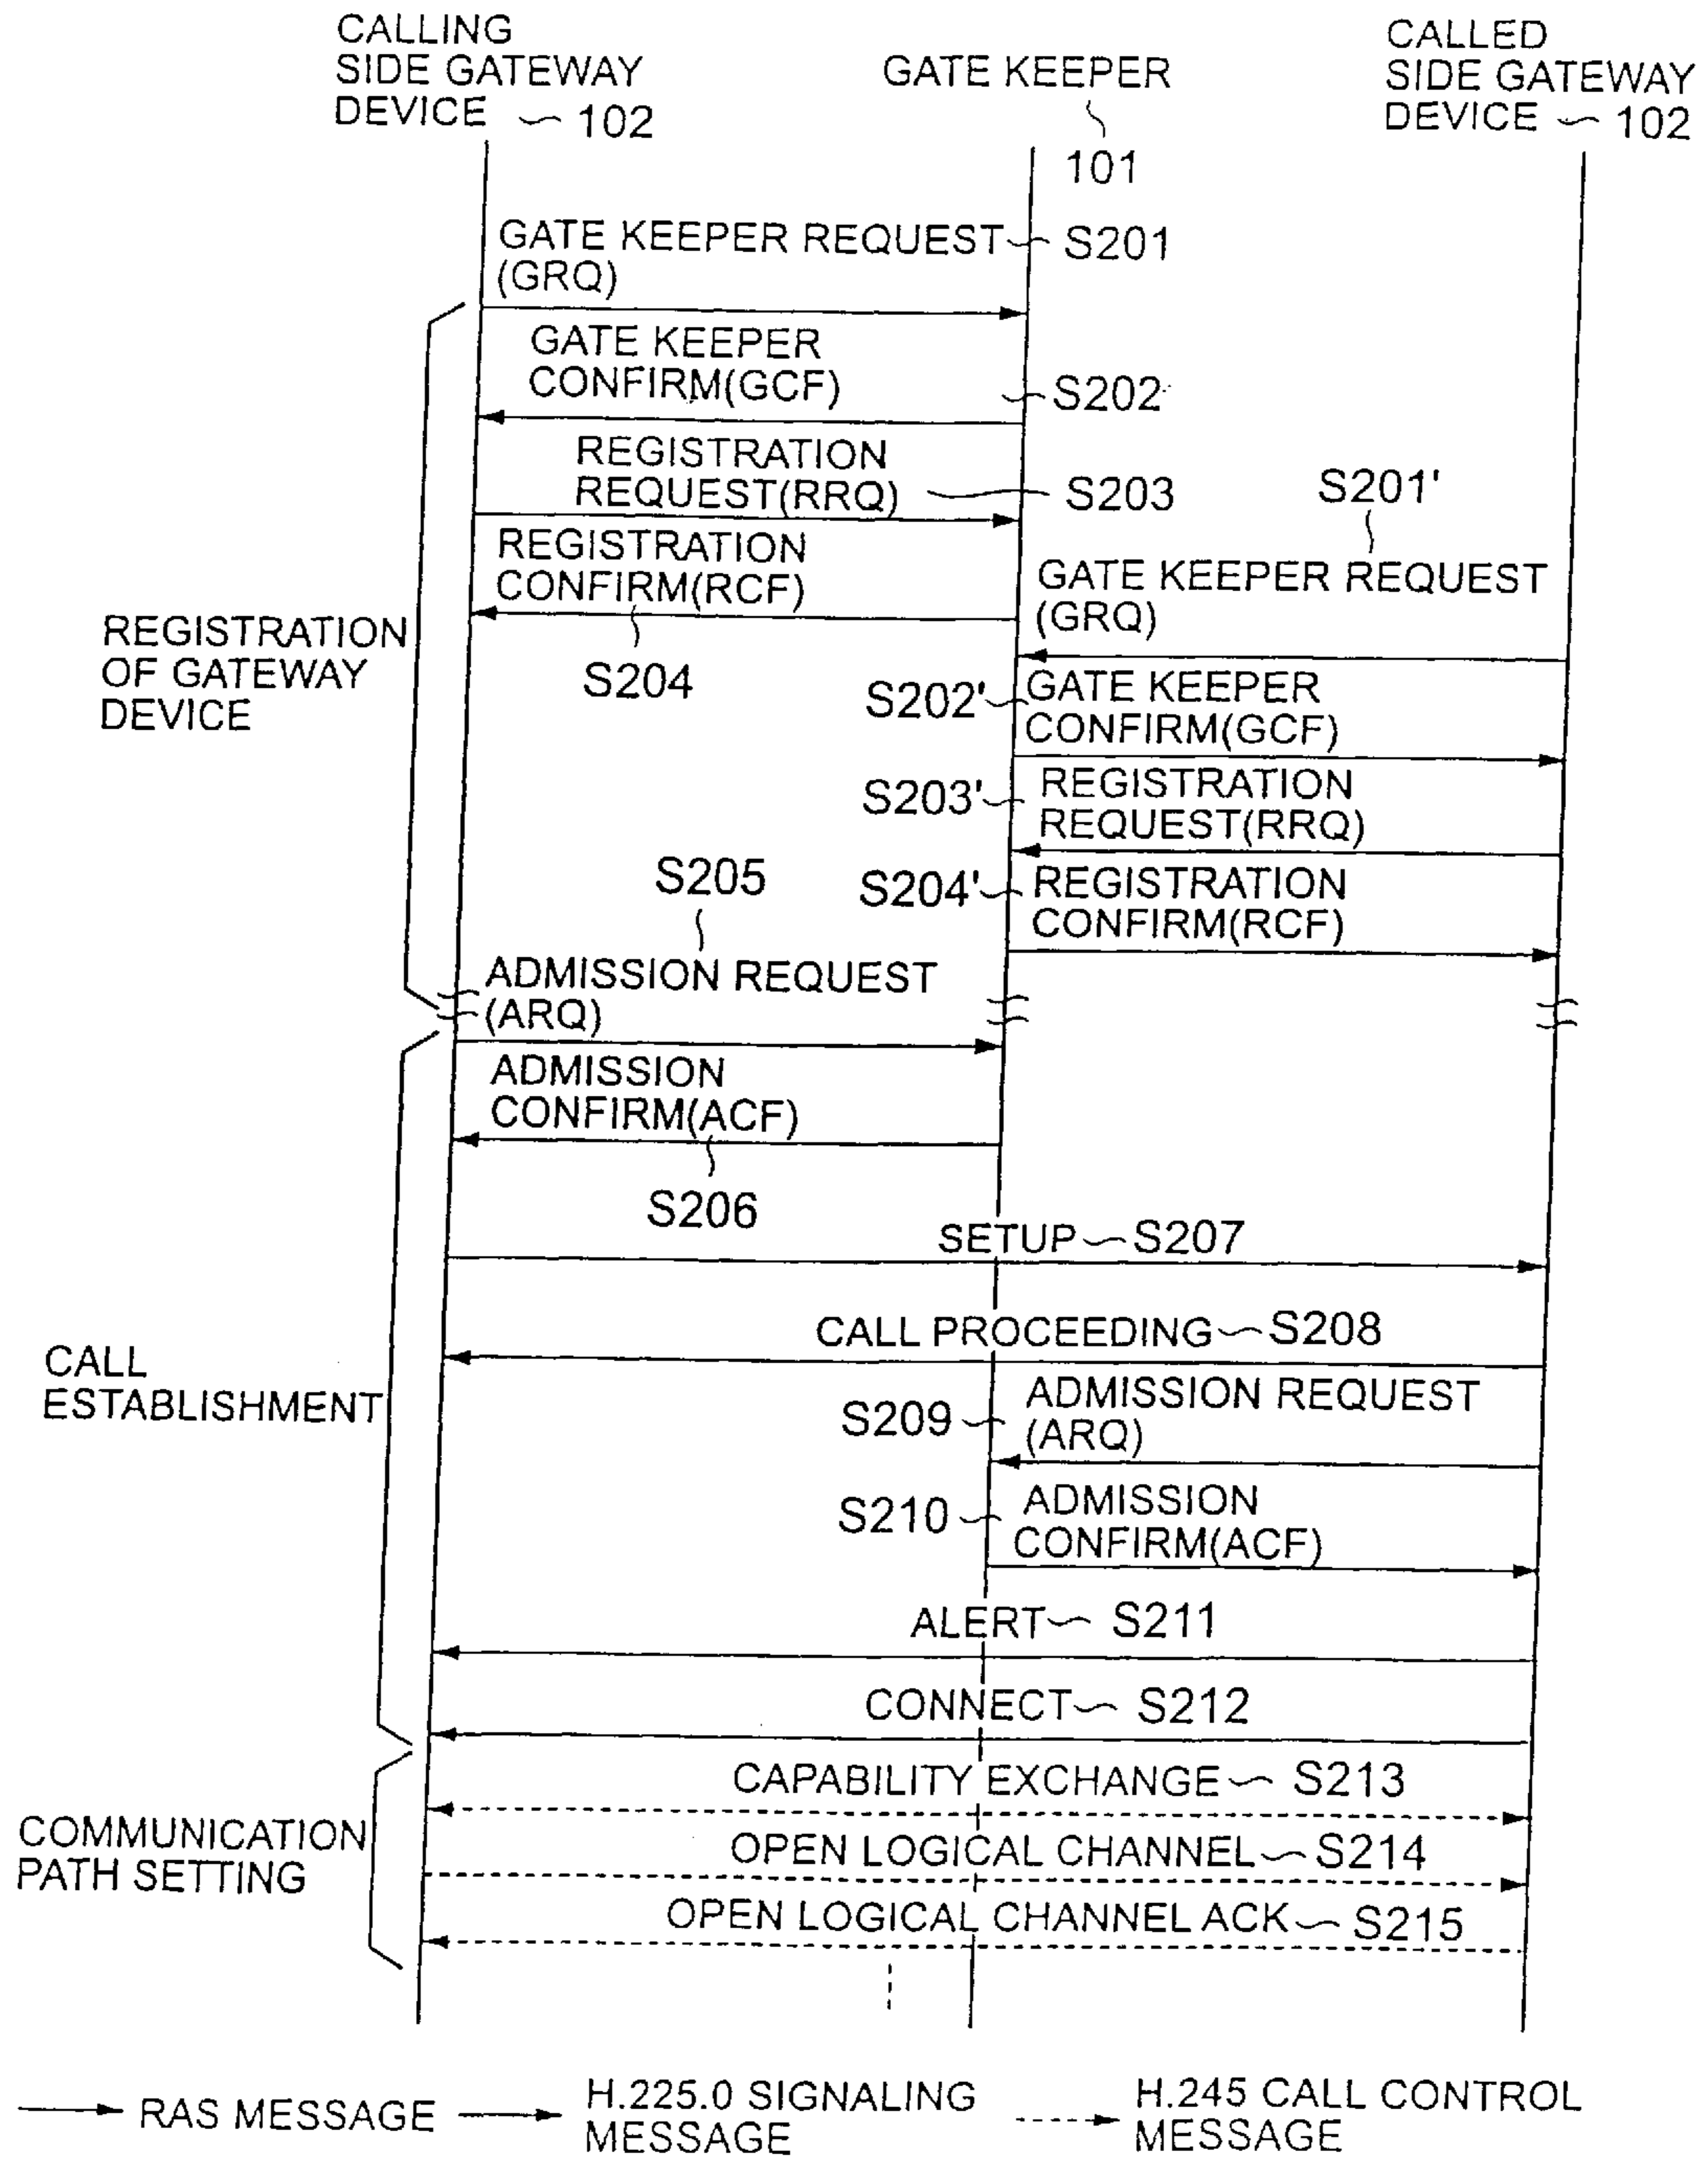 CALLING
SIDE GATEWAY
DEVICE 102
GATE KEEPER
101
CALLED
SIDE GATEWAY
DEVICE 102
GATE KEEPER REQUEST S201
(GRQ)
GATE KEEPER
CONFIRM(GCF)
S202
REGISTRATION
REQUEST(RRQ) S203
S201'
REGISTRATION
CONFIRM(RCF)
GATE KEEPER REQUEST
(GRQ)
REGISTRATION
OF GATEWAY
DEVICE
S204
S202' GATE KEEPER
CONFIRM(GCF)
S203' REGISTRATION
REQUEST(RRQ)
S205
S204' REGISTRATION
CONFIRM(RCF)
ADMISSION REQUEST
(ARQ)
ADMISSION
CONFIRM(ACF)
S206
SETUP S207
CALL PROCEEDING S208
CALL
ESTABLISHMENT
S209 ADMISSION REQUEST
(ARQ)
S210 ADMISSION
CONFIRM(ACF)
ALERT S211
CONNECT S212
CAPABILITY EXCHANGE S213
COMMUNICATION
PATH SETTING
OPEN LOGICAL CHANNEL S214
OPEN LOGICAL CHANNEL ACK S215
RAS MESSAGE
H.225.0 SIGNALING
MESSAGE
H.245 CALL CONTROL
MESSAGE